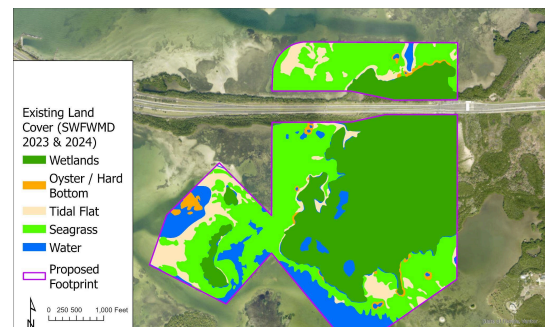 Existing Land
Cover (SWFWMD
2023 & 2024)
Wetlands
Oyster / Hard
Bottom
Tidal Flat
Seagrass
Water
Proposed
Footprint
N
0 250 500 1,000 Feet